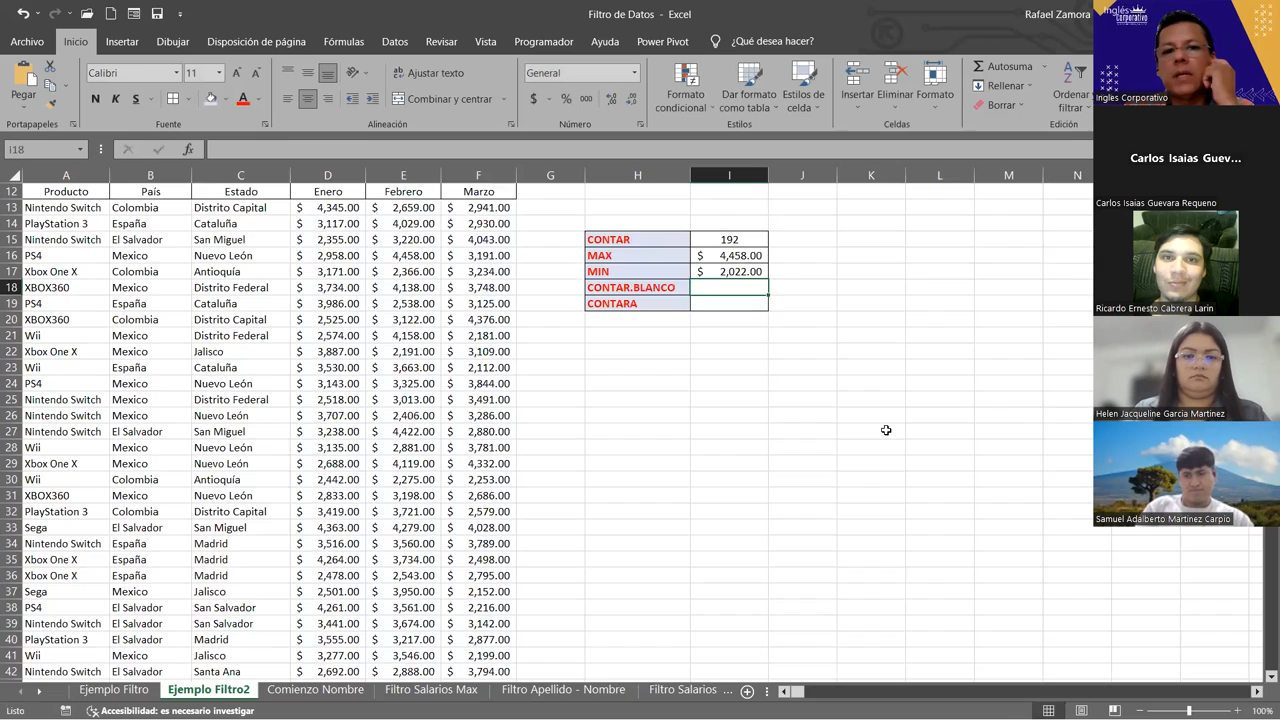 Filtro de Datos - Excel
Rafael Zamora
Archivo Inicio Insertar Dibujar Disposición de página Fórmulas Datos Revisar Vista Programador Ayuda Power Pivot ¿Qué desea hacer?
Pegar
Calibri 11
N K S
Ajustar texto
Combinar y centrar
General
$ % 000
Formato condicional
Dar formato como tabla
Estilos de celda
Insertar Eliminar Formato
Autosuma
Rellenar
Borrar
Ordenar filtrar
Portapapeles Fuente Alineación Número Estilos Celdas Edición
I18 fx
A B C D E F G H I J K L M N
12 Producto País Estado Enero Febrero Marzo
13 Nintendo Switch Colombia Distrito Capital $ 4,345.00 $ 2,659.00 $ 2,941.00
14 PlayStation 3 España Cataluña $ 3,117.00 $ 4,029.00 $ 2,930.00
15 Nintendo Switch El Salvador San Miguel $ 2,355.00 $ 3,220.00 $ 4,043.00 CONTAR 192
16 PS4 Mexico Nuevo León $ 2,958.00 $ 4,458.00 $ 3,191.00 MAX $ 4,458.00
17 Xbox One X Colombia Antioquía $ 3,171.00 $ 2,366.00 $ 3,234.00 MIN $ 2,022.00
18 XBOX360 Mexico Distrito Federal $ 3,734.00 $ 4,138.00 $ 3,748.00 CONTAR.BLANCO
19 PS4 España Cataluña $ 3,986.00 $ 2,538.00 $ 3,125.00 CONTARA
20 XBOX360 Colombia Distrito Capital $ 2,525.00 $ 3,122.00 $ 4,376.00
21 Wii Mexico Distrito Federal $ 2,574.00 $ 4,158.00 $ 2,181.00
22 Xbox One X Mexico Jalisco $ 3,887.00 $ 2,191.00 $ 3,109.00
23 Wii España Cataluña $ 3,530.00 $ 3,663.00 $ 2,112.00
24 PS4 Mexico Nuevo León $ 3,143.00 $ 3,325.00 $ 3,844.00
25 Nintendo Switch Mexico Distrito Federal $ 2,518.00 $ 3,013.00 $ 3,491.00
26 Nintendo Switch Mexico Nuevo León $ 3,707.00 $ 2,406.00 $ 3,286.00
27 Nintendo Switch El Salvador San Miguel $ 3,238.00 $ 4,422.00 $ 2,880.00
28 Wii Mexico Nuevo León $ 3,135.00 $ 2,881.00 $ 3,781.00
29 Xbox One X Mexico Nuevo León $ 2,688.00 $ 4,119.00 $ 4,332.00
30 Wii Colombia Antioquía $ 2,442.00 $ 2,275.00 $ 2,253.00
31 XBOX360 Mexico Nuevo León $ 2,833.00 $ 3,198.00 $ 2,686.00
32 PlayStation 3 Colombia Distrito Capital $ 3,419.00 $ 3,721.00 $ 2,579.00
33 Sega El Salvador San Miguel $ 4,363.00 $ 4,279.00 $ 4,028.00
34 Nintendo Switch España Madrid $ 3,516.00 $ 3,560.00 $ 3,789.00
35 Xbox One X España Madrid $ 4,264.00 $ 3,734.00 $ 2,498.00
36 Xbox One X España Madrid $ 2,478.00 $ 2,543.00 $ 2,795.00
37 Sega Mexico Jalisco $ 2,501.00 $ 3,950.00 $ 2,152.00
38 PS4 El Salvador San Salvador $ 4,261.00 $ 3,561.00 $ 2,216.00
39 Nintendo Switch El Salvador San Salvador $ 3,441.00 $ 3,674.00 $ 3,142.00
40 PlayStation 3 El Salvador Madrid $ 3,555.00 $ 3,217.00 $ 2,877.00
41 Wii Mexico Jalisco $ 3,277.00 $ 3,546.00 $ 2,199.00
42 Nintendo Switch El Salvador Santa Ana $ 2,692.00 $ 2,888.00 $ 3,794.00
Ejemplo Filtro Ejemplo Filtro2 Comienzo Nombre Filtro Salarios Max Filtro Apellido - Nombre Filtro Salarios ...
Listo Accesibilidad: es necesario investigar 100%
Inglés Corporativo
Ingles Corporativo
Carlos Isaias Guev...
Carlos Isaias Guevara Requeno
Ricardo Ernesto Cabrera Larin
Helen Jacqueline Garcia Martinez
Samuel Adalberto Martinez Carpio